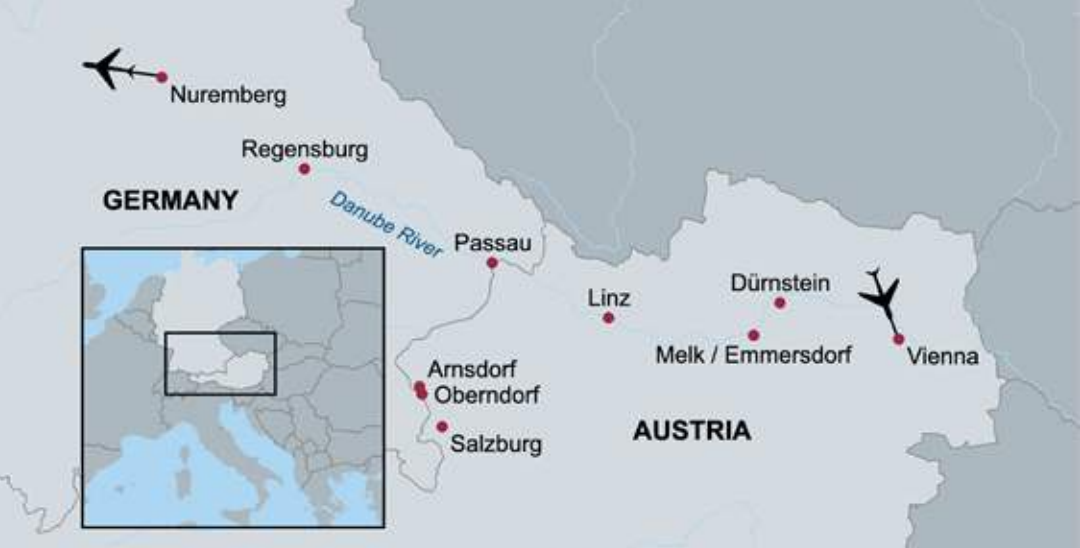 Nuremberg
Regensburg
GERMANY
Danube River
Passau
Linz
Dürnstein
Melk / Emmersdorf
Vienna
Arnsdorf
Oberndorf
Salzburg
AUSTRIA